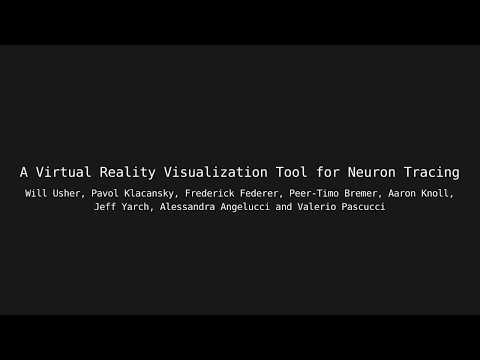 A Virtual Reality Visualization Tool for Neuron Tracing
Will Usher, Pavol Klacansky, Frederick Federer, Peer-Timo Bremer, Aaron Knoll,
Jeff Yarch, Alessandra Angelucci and Valerio Pascucci